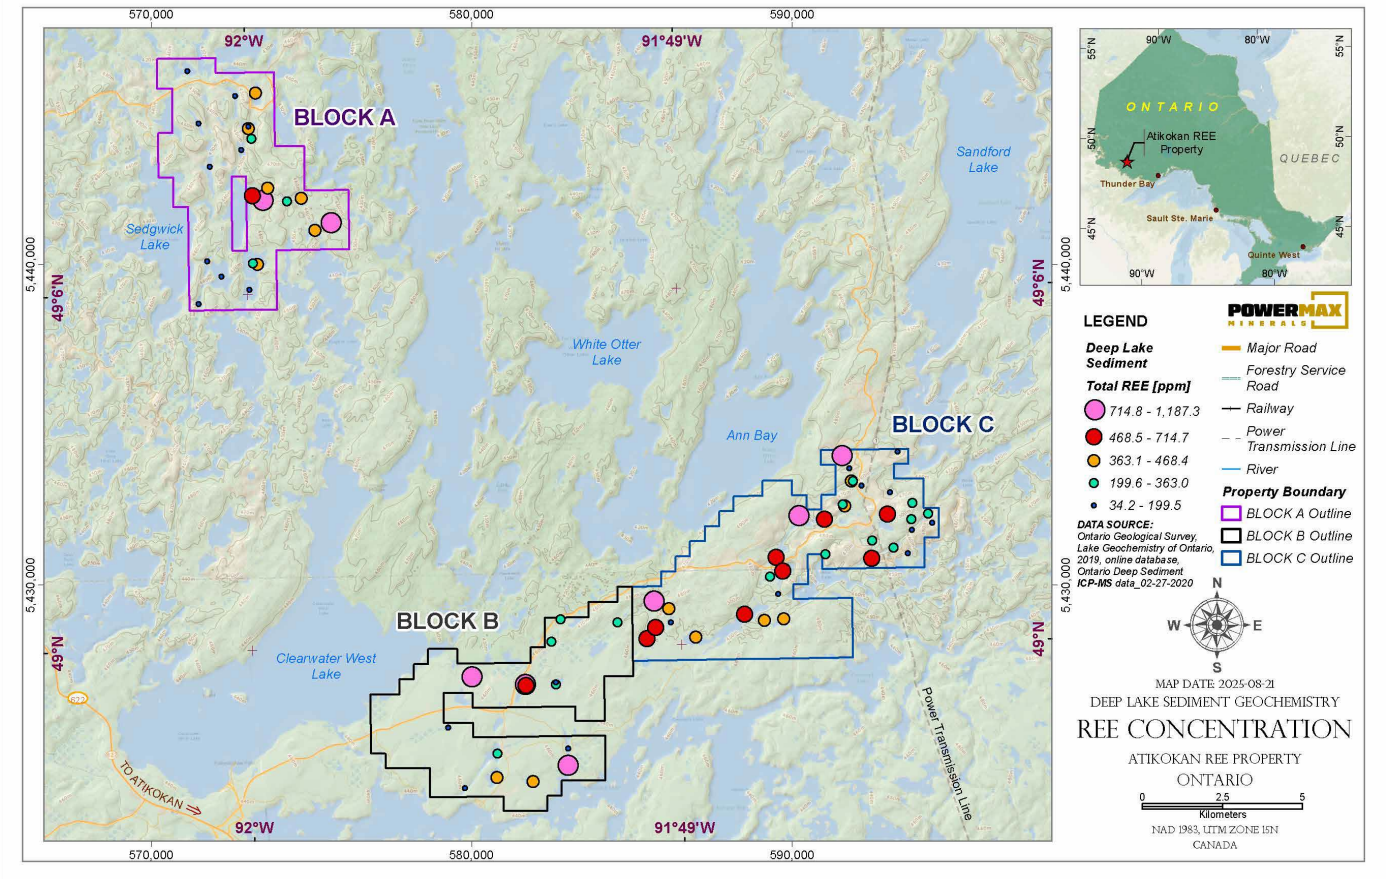 570,000
580,000
590,000
92°W
91°49'W
BLOCK A
Sandford
Lake
Sedgwick
Lake
5,440,000
49°6'N
49°6'N
5,440,000
White Otter
Lake
Ann Bay
BLOCK C
5,430,000
5,430,000
BLOCK B
49°N
49°N
Clearwater West
Lake
622
TO ATIKOKAN
Power Transmission Line
92°W
91°49'W
570,000
580,000
590,000
90°W
80°W
55°N
55°N
ONTARIO
50°N
50°N
Atikokan REE
Property
QUEBEC
Thunder Bay
Sault Ste. Marie
45°N
45°N
Quinte West
90°W
80°W
POWERMAX
MINERALS
LEGEND
Deep Lake
Sediment
Total REE [ppm]
714.8 - 1,187.3
468.5 - 714.7
363.1 - 468.4
199.6 - 363.0
34.2 - 199.5
DATA SOURCE:
Ontario Geological Survey,
Lake Geochemistry of Ontario,
2019, online database,
Ontario Deep Sediment
ICP-MS data_02-27-2020
Major Road
Forestry Service
Road
Railway
Power
Transmission Line
River
Property Boundary
BLOCK A Outline
BLOCK B Outline
BLOCK C Outline
N
W
E
S
MAP DATE: 2025-08-21
DEEP LAKE SEDIMENT GEOCHEMISTRY
REE CONCENTRATION
ATIKOKAN REE PROPERTY
ONTARIO
0
2.5
5
Kilometers
NAD 1983, UTM ZONE 15N
CANADA